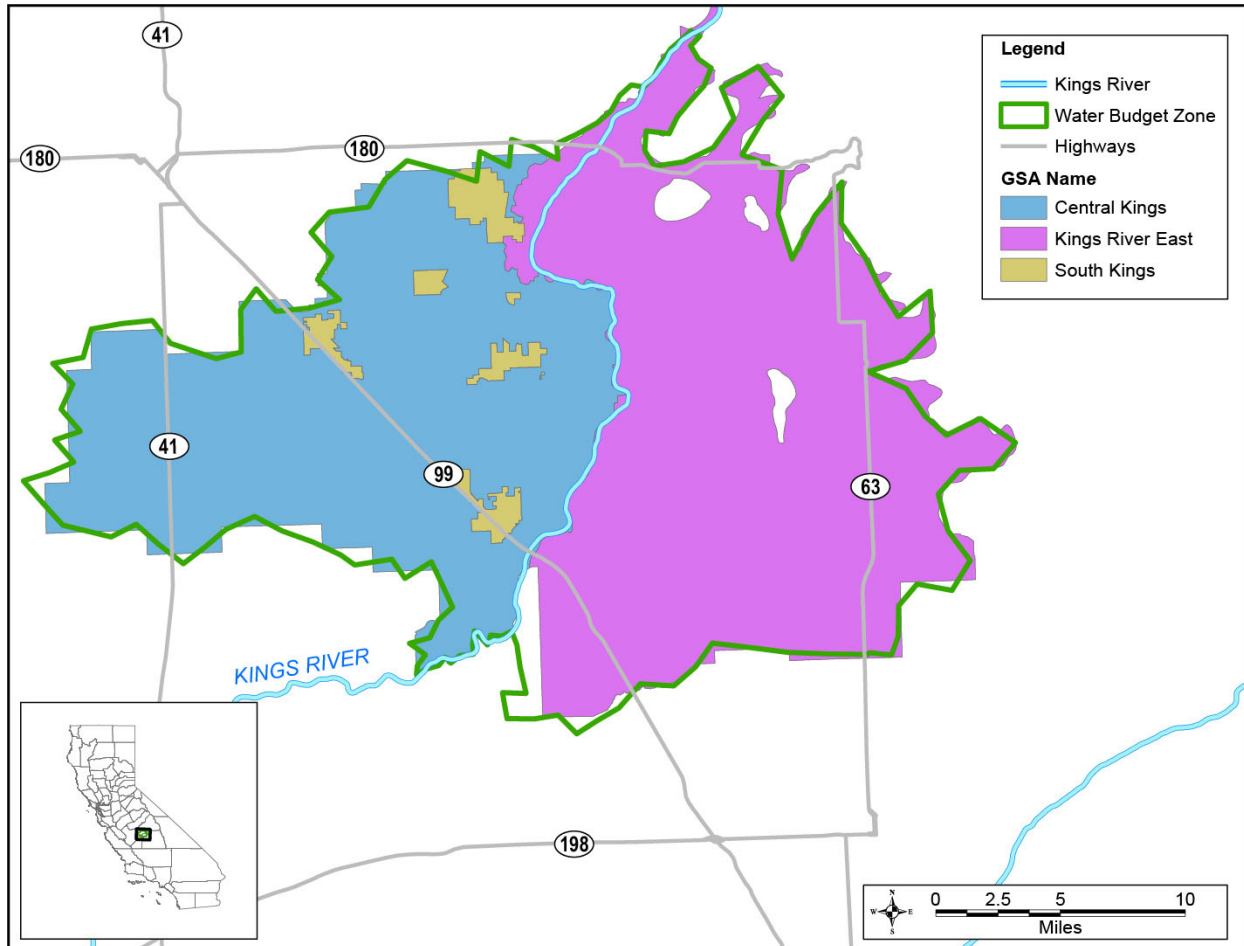 41
180
180
41
99
63
198
KINGS RIVER
Legend
Kings River
Water Budget Zone
Highways
GSA Name
Central Kings
Kings River East
South Kings
N
W E
S
0 2.5 5 10
Miles